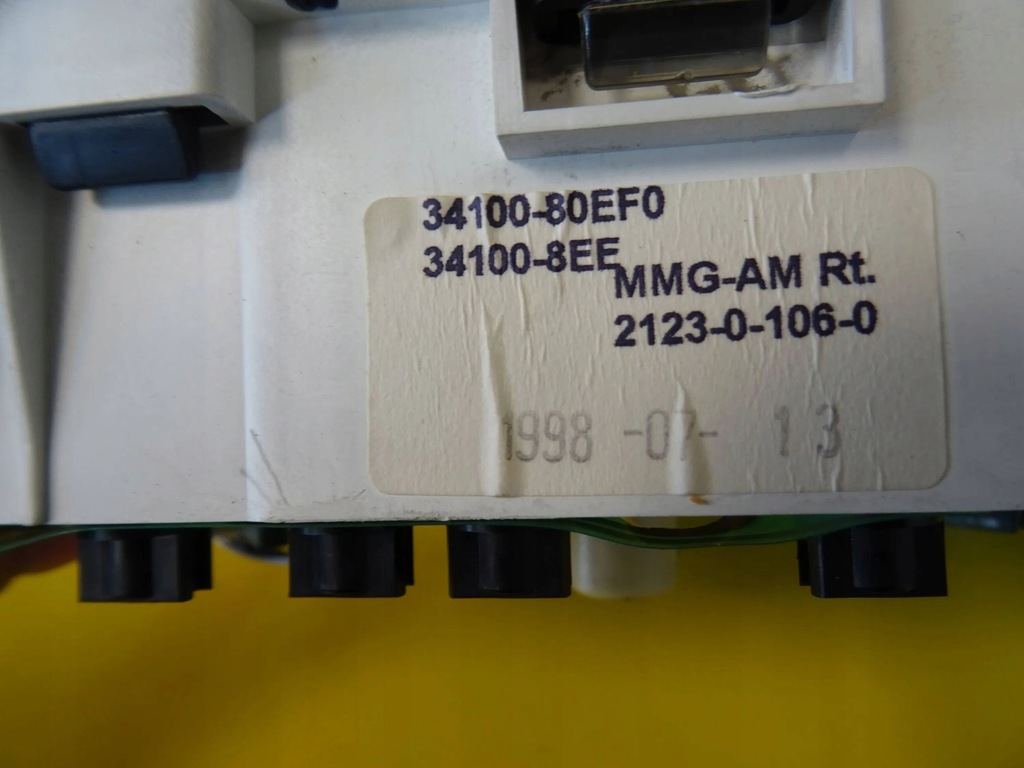 34100-80EF0
34100-8EE
MMG-AM Rt.
2123-0-106-0
1998 -07- 13